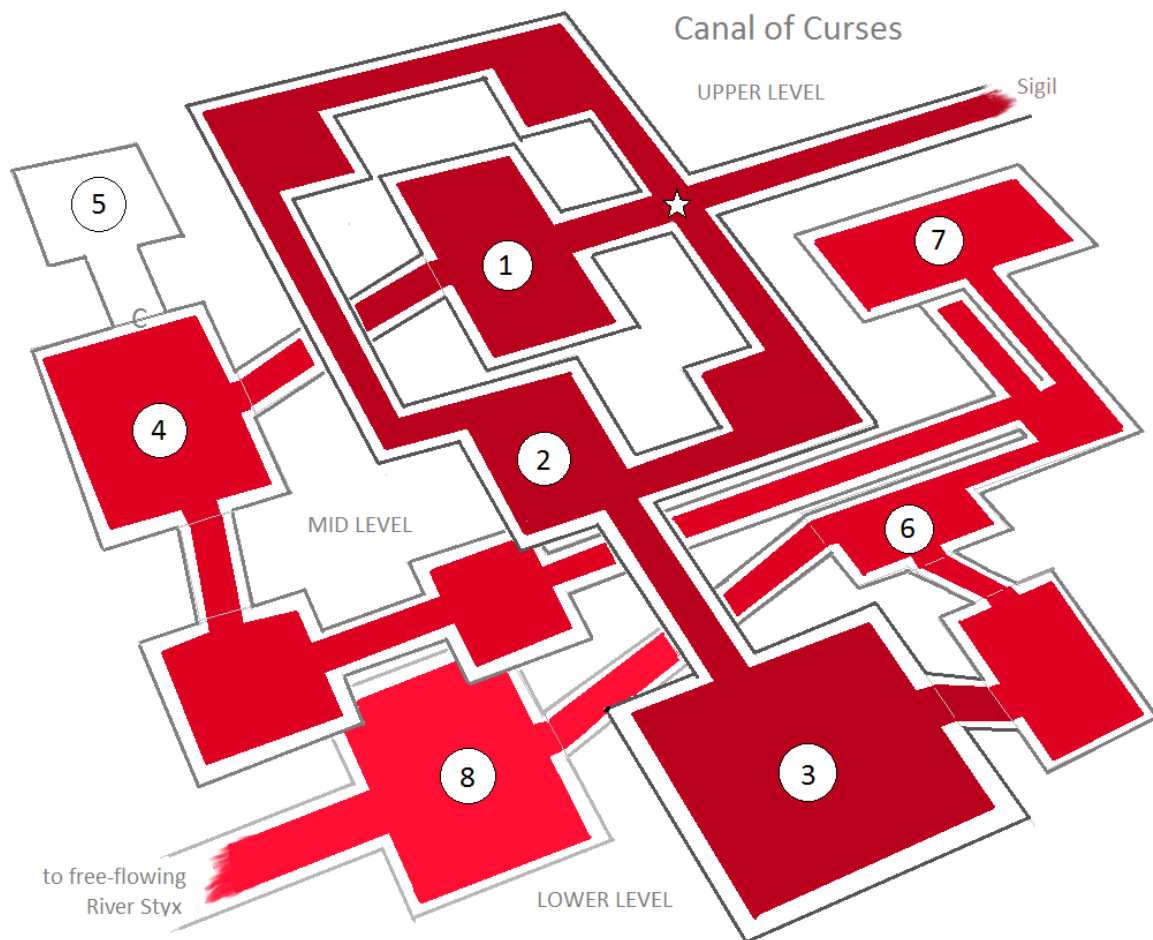 Canal of Curses
UPPER LEVEL
Sigil
5
7
1
C
4
2
MID LEVEL
6
3
8
to free-flowing
River Styx
LOWER LEVEL